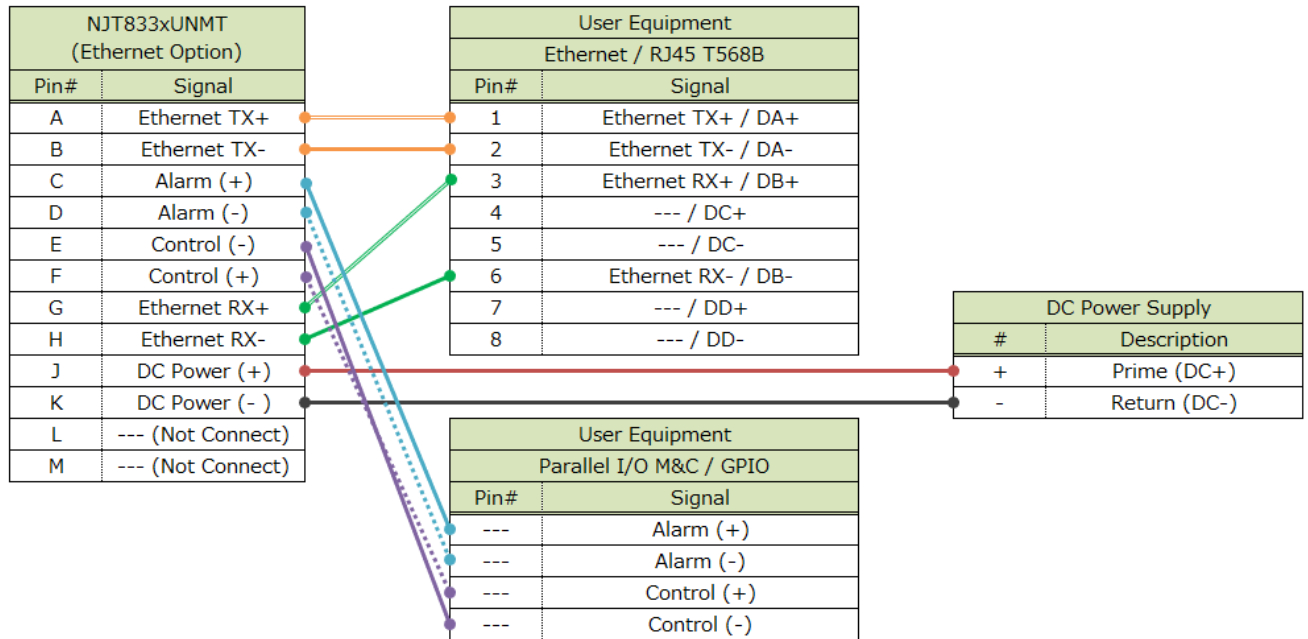 NJT833xUNMT
(Ethernet Option)
Pin# Signal
A Ethernet TX+
B Ethernet TX-
C Alarm (+)
D Alarm (-)
E Control (-)
F Control (+)
G Ethernet RX+
H Ethernet RX-
J DC Power (+)
K DC Power (- )
L --- (Not Connect)
M --- (Not Connect)
User Equipment
Ethernet / RJ45 T568B
Pin# Signal
1 Ethernet TX+ / DA+
2 Ethernet TX- / DA-
3 Ethernet RX+ / DB+
4 --- / DC+
5 --- / DC-
6 Ethernet RX- / DB-
7 --- / DD+
8 --- / DD-
DC Power Supply
# Description
+ Prime (DC+)
- Return (DC-)
User Equipment
Parallel I/O M&C / GPIO
Pin# Signal
--- Alarm (+)
--- Alarm (-)
--- Control (+)
--- Control (-)